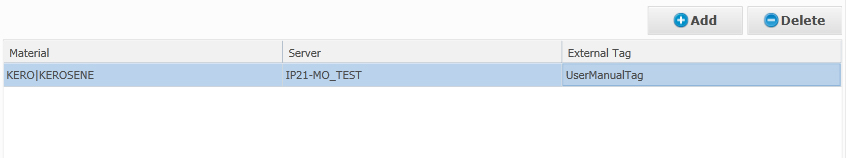 Add Delete
Material Server External Tag
KERO|KEROSENE IP21-MO_TEST UserManualTag